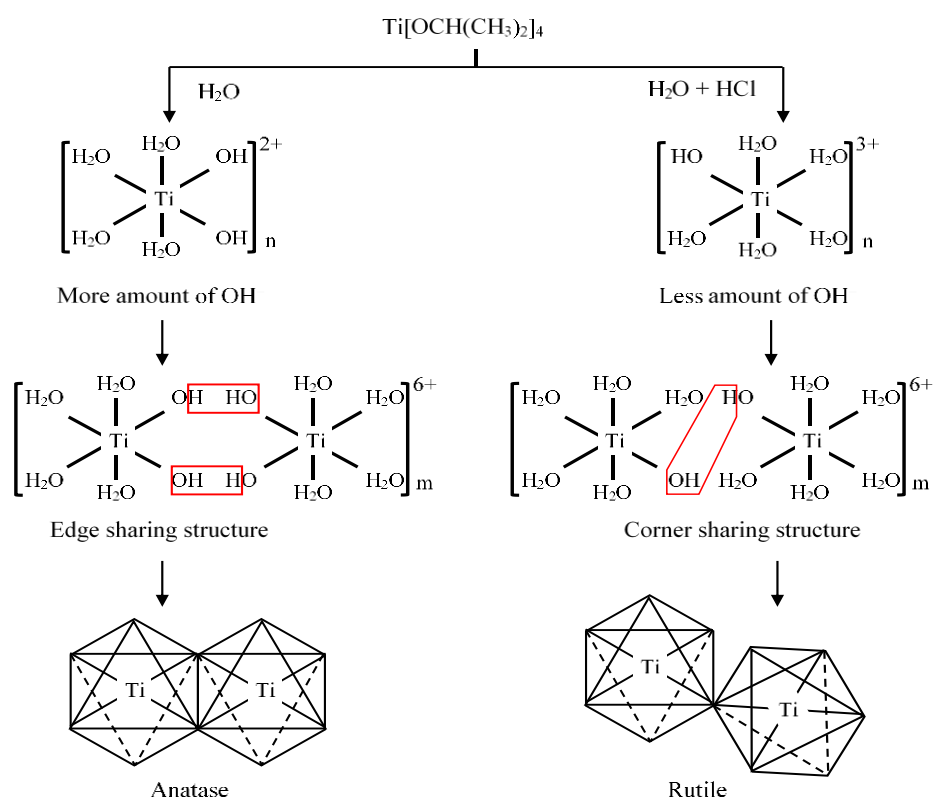 Ti[OCH(CH₃)₂]₄
H₂O
H₂O + HCl
H₂O H₂O OH 2+
Ti
H₂O H₂O OH n
HO H₂O H₂O 3+
Ti
H₂O H₂O H₂O n
More amount of OH
Less amount of OH
H₂O H₂O OH HO H₂O H₂O 6+
Ti Ti
H₂O H₂O OH HO H₂O H₂O m
H₂O H₂O H₂O HO H₂O H₂O 6+
Ti Ti
H₂O H₂O OH H₂O H₂O H₂O m
Edge sharing structure
Corner sharing structure
Ti Ti
Ti
Ti
Anatase
Rutile